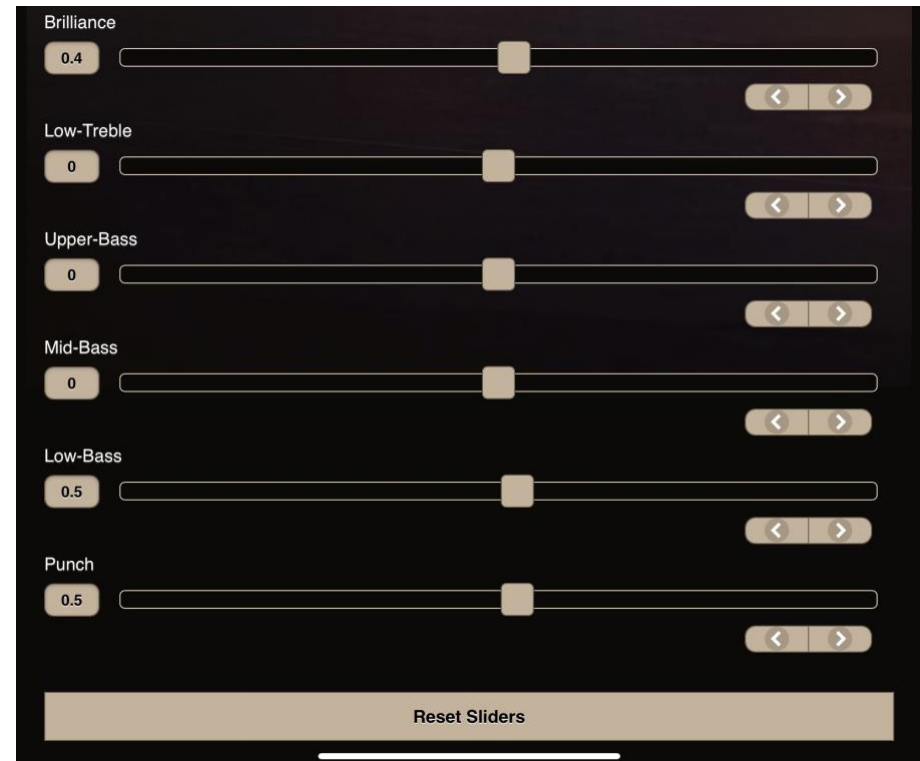 Brilliance
0.4
Low-Treble
0
Upper-Bass
0
Mid-Bass
0
Low-Bass
0.5
Punch
0.5
Reset Sliders